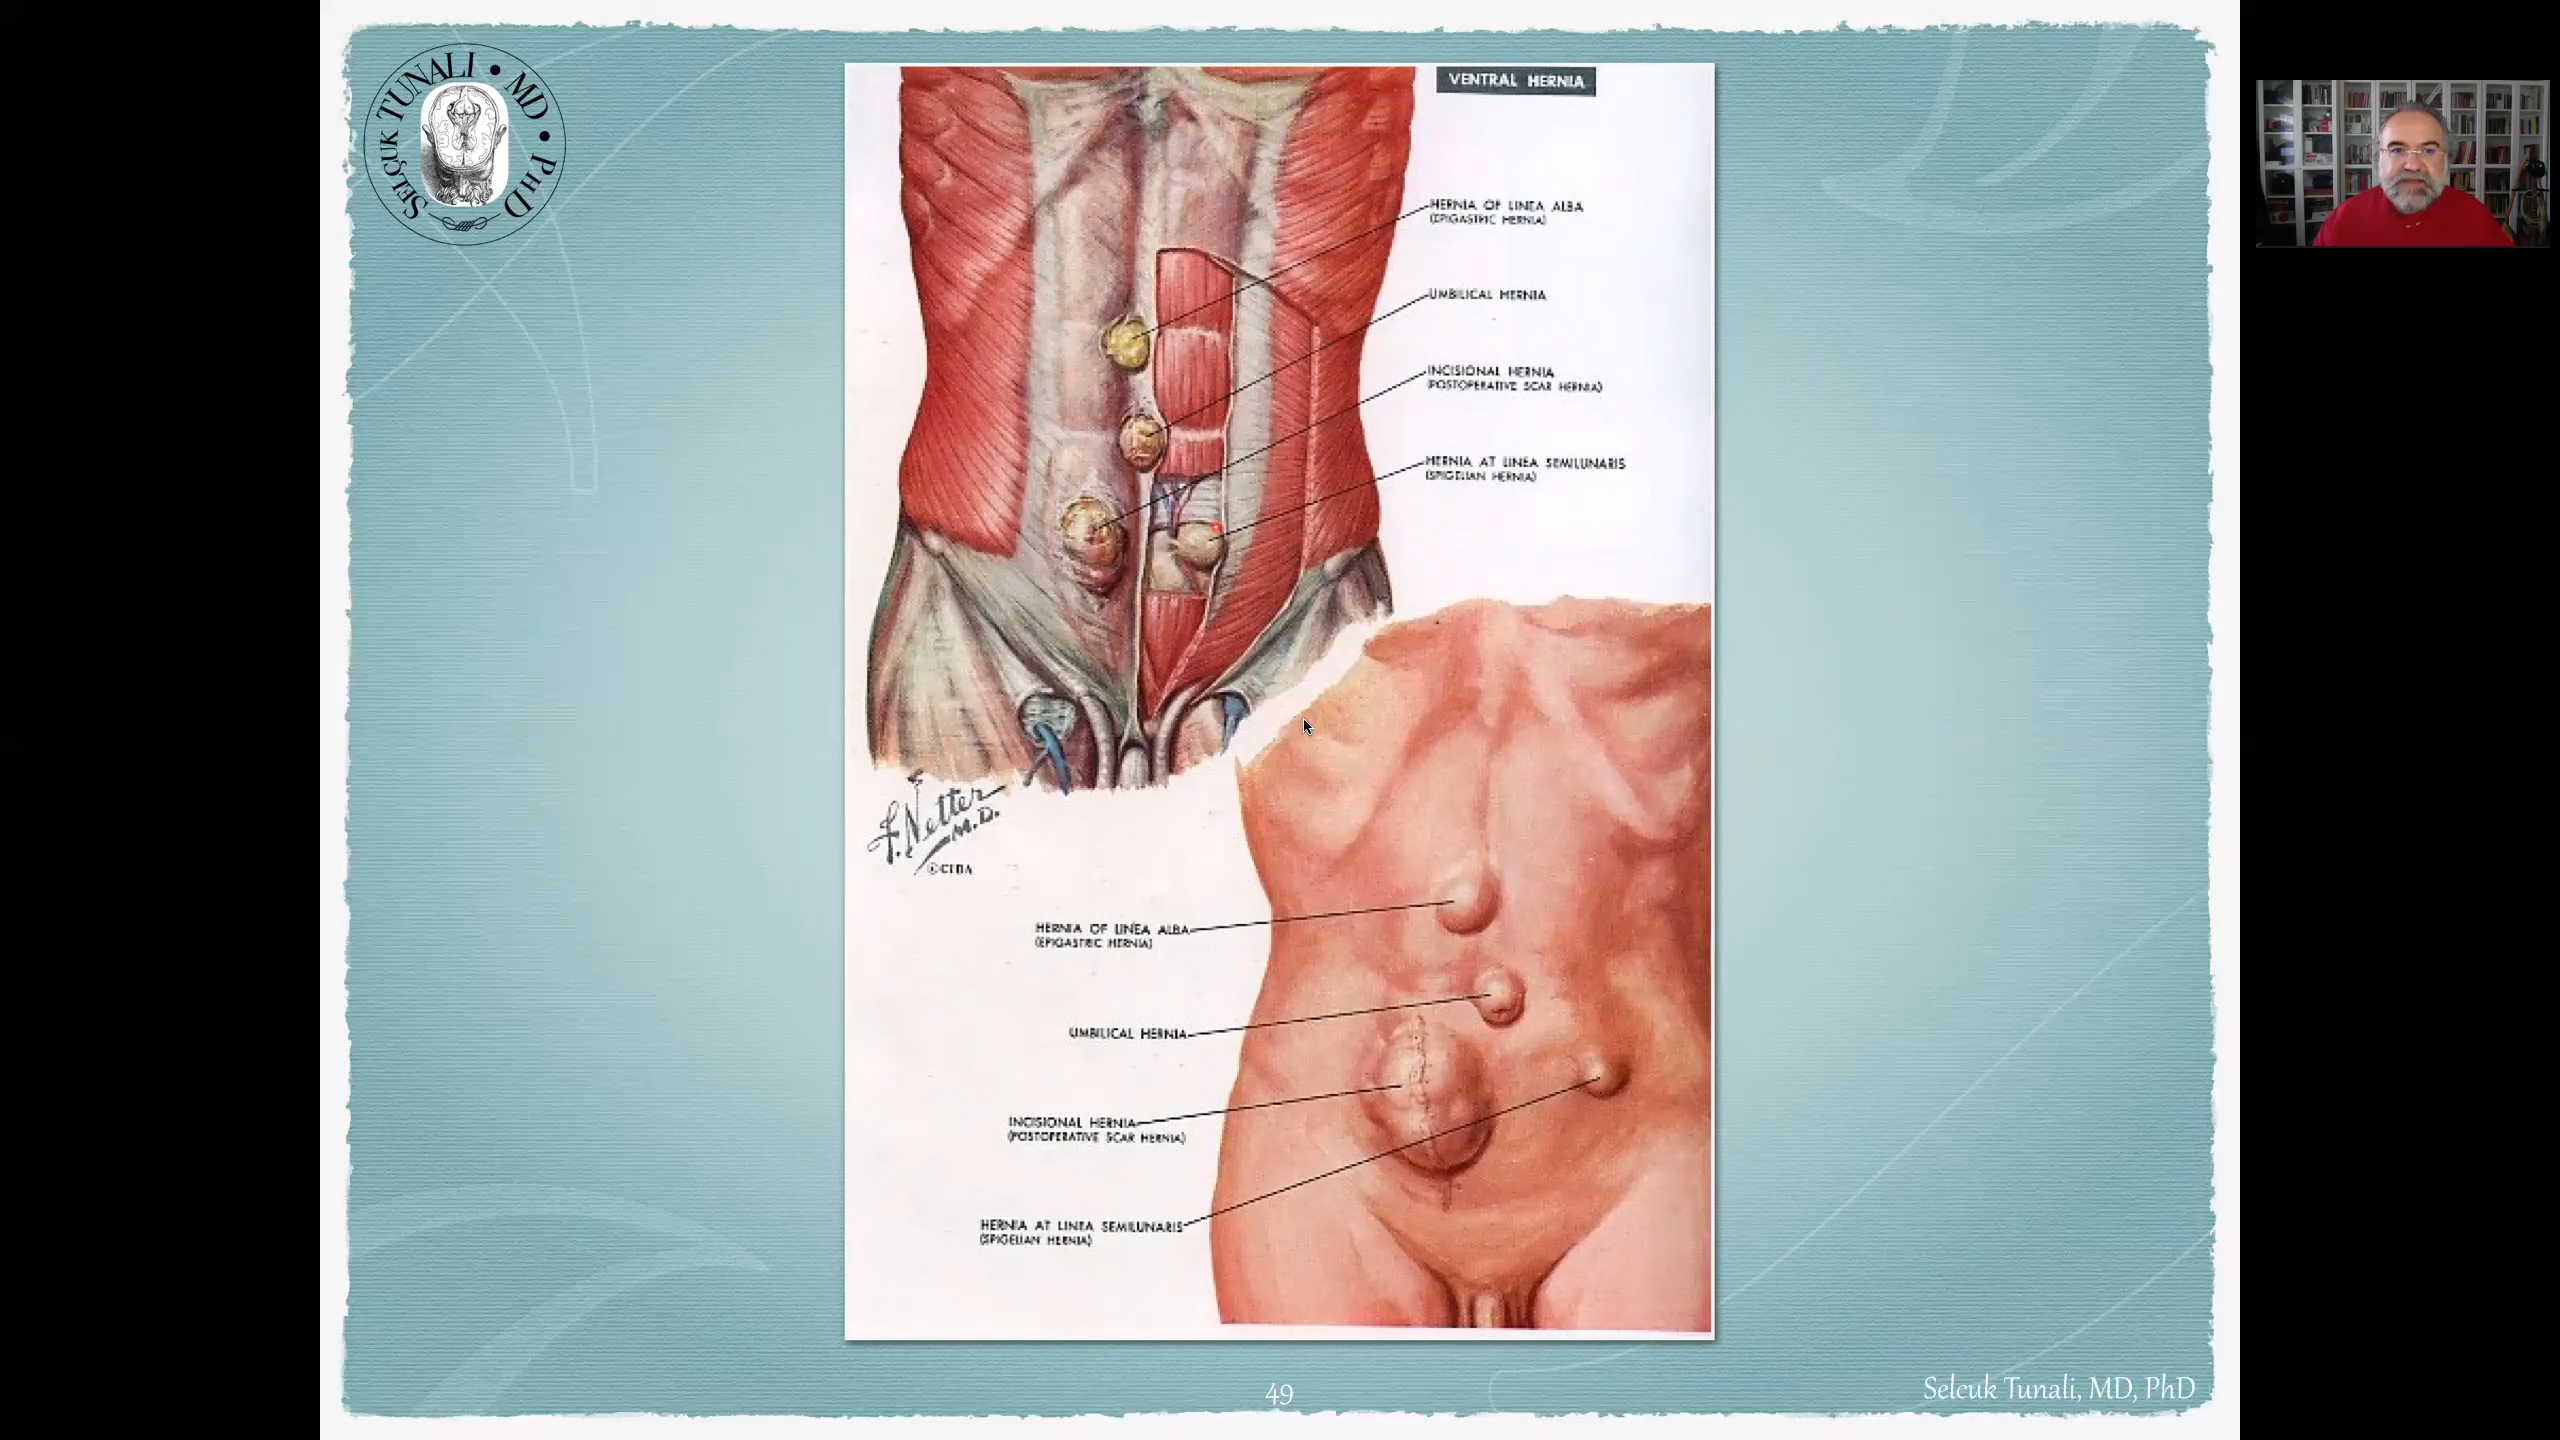 SELÇUK TUNALI • MD • PhD
VENTRAL HERNIA
HERNIA OF LINEA ALBA
(EPIGASTRIC HERNIA)
UMBILICAL HERNIA
INCISIONAL HERNIA
(POSTOPERATIVE SCAR HERNIA)
HERNIA AT LINEA SEMILUNARIS
(SPIGELIAN HERNIA)
F. Netter
M.D.
©CIBA
HERNIA OF LINEA ALBA
(EPIGASTRIC HERNIA)
UMBILICAL HERNIA
INCISIONAL HERNIA
(POSTOPERATIVE SCAR HERNIA)
HERNIA AT LINEA SEMILUNARIS
(SPIGELIAN HERNIA)
49
Selcuk Tunali, MD, PhD